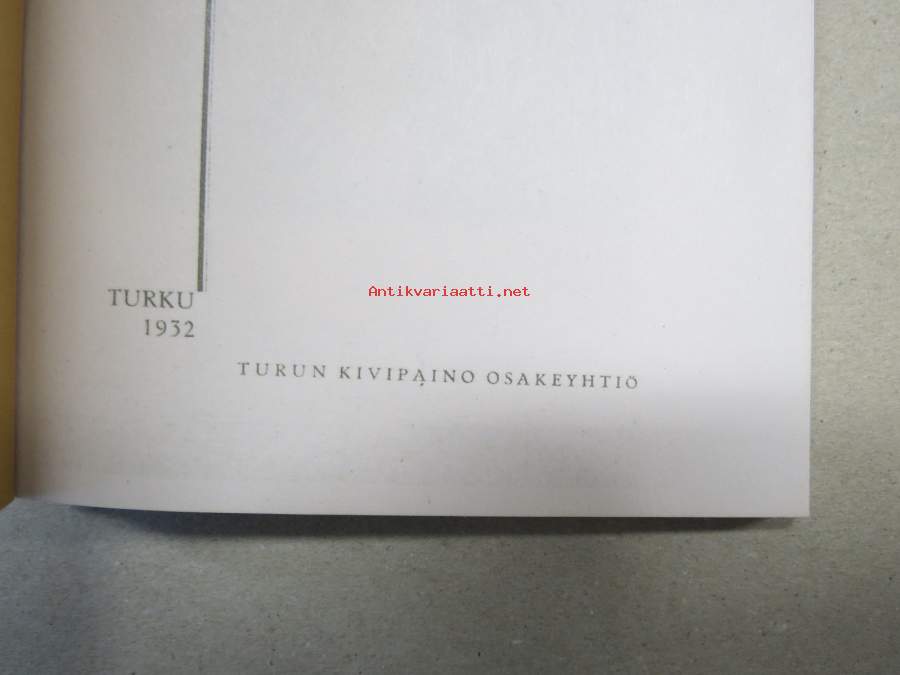 Antikvariaatti.net
TURKU
1932
TURUN KIVIPAINO OSAKEYHTIÖ